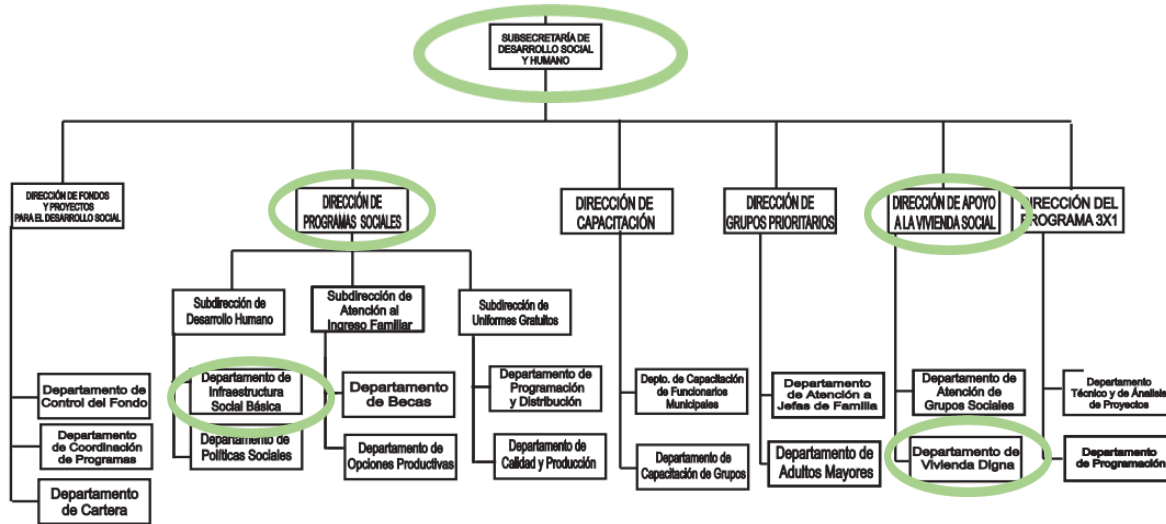 SUBSECRETARÍA DE
DESARROLLO SOCIAL
Y HUMANO
DIRECCIÓN DE FONDOS
Y PROYECTOS
PARA EL DESARROLLO SOCIAL
DIRECCIÓN DE
PROGRAMAS SOCIALES
DIRECCIÓN DE
CAPACITACIÓN
DIRECCIÓN DE
GRUPOS PRIORITARIOS
DIRECCIÓN DE APOYO
A LA VIVIENDA SOCIAL
DIRECCIÓN DEL
PROGRAMA 3X1
Subdirección de
Desarrollo Humano
Subdirección de
Atención al
Ingreso Familiar
Subdirección de
Uniformes Gratuitos
Departamento de
Control del Fondo
Departamento de
Infraestructura
Social Básica
Departamento
de Becas
Departamento de
Programación
y Distribución
Depto. de Capacitación
de Funcionarios
Municipales
Departamento
de Atención a
Jefas de Familia
Departamento de
Atención de
Grupos Sociales
Departamento
Técnico y de Análisis
de Proyectos
Departamento
de Coordinación
de Programas
Departamento de
Políticas Sociales
Departamento de
Opciones Productivas
Departamento de
Calidad y Producción
Departamento de
Capacitación de Grupos
Departamento de
Adultos Mayores
Departamento de
Vivienda Digna
Departamento
de Programación
Departamento
de Cartera